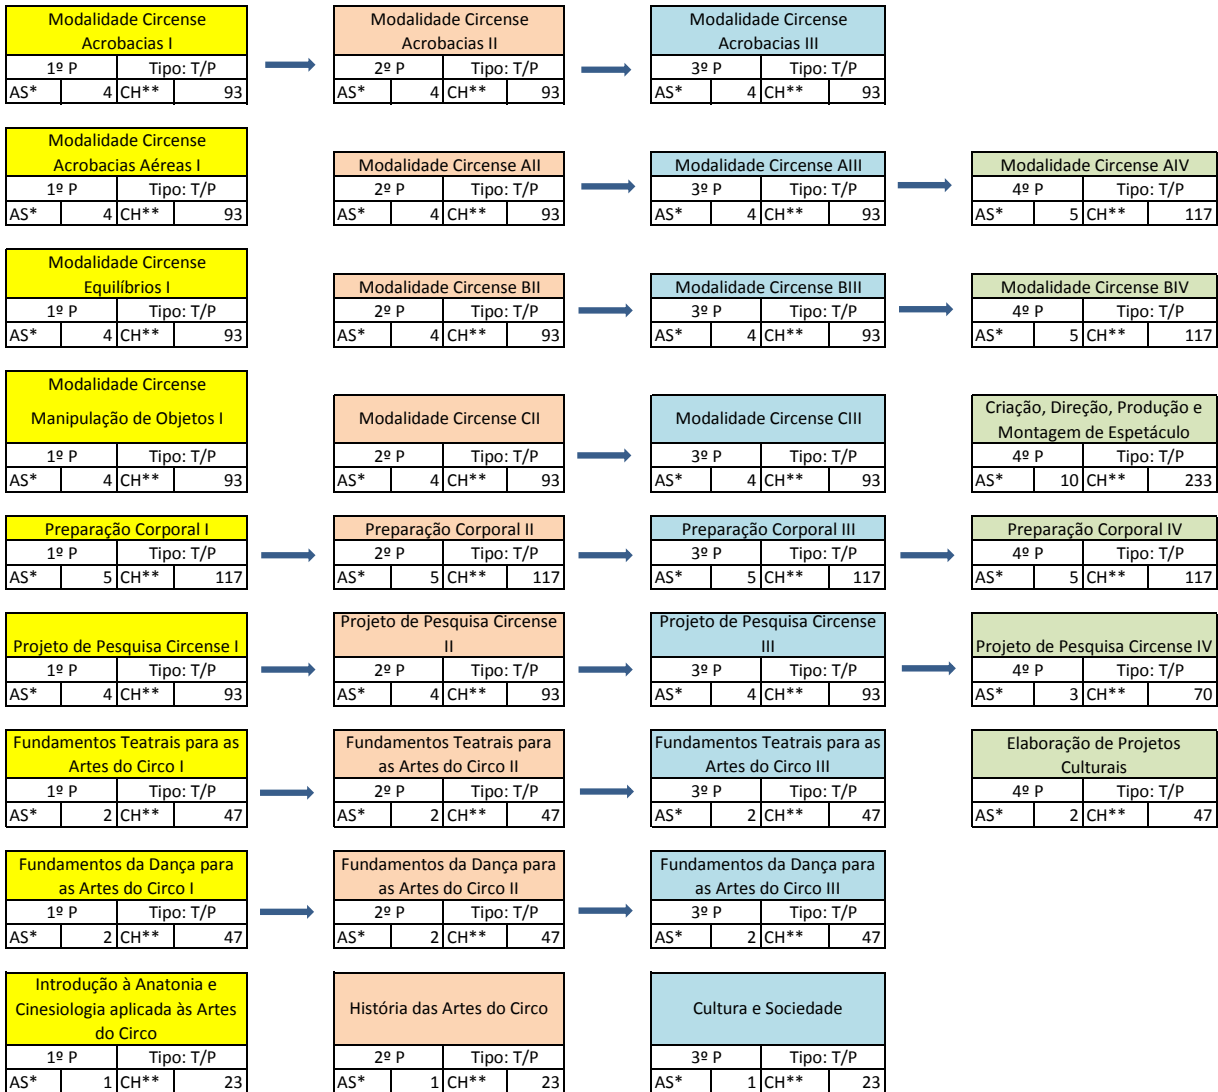 Modalidade Circense
Acrobacias I
1º P Tipo: T/P
AS* 4 CH** 93
Modalidade Circense
Acrobacias II
2º P Tipo: T/P
AS* 4 CH** 93
Modalidade Circense
Acrobacias III
3º P Tipo: T/P
AS* 4 CH** 93
Modalidade Circense
Acrobacias Aéreas I
1º P Tipo: T/P
AS* 4 CH** 93
Modalidade Circense AII
2º P Tipo: T/P
AS* 4 CH** 93
Modalidade Circense AIII
3º P Tipo: T/P
AS* 4 CH** 93
Modalidade Circense AIV
4º P Tipo: T/P
AS* 5 CH** 117
Modalidade Circense
Equilíbrios I
1º P Tipo: T/P
AS* 4 CH** 93
Modalidade Circense BII
2º P Tipo: T/P
AS* 4 CH** 93
Modalidade Circense BIII
3º P Tipo: T/P
AS* 4 CH** 93
Modalidade Circense BIV
4º P Tipo: T/P
AS* 5 CH** 117
Modalidade Circense
Manipulação de Objetos I
1º P Tipo: T/P
AS* 4 CH** 93
Modalidade Circense CII
2º P Tipo: T/P
AS* 4 CH** 93
Modalidade Circense CIII
3º P Tipo: T/P
AS* 4 CH** 93
Criação, Direção, Produção e
Montagem de Espetáculo
4º P Tipo: T/P
AS* 10 CH** 233
Preparação Corporal I
1º P Tipo: T/P
AS* 5 CH** 117
Preparação Corporal II
2º P Tipo: T/P
AS* 5 CH** 117
Preparação Corporal III
3º P Tipo: T/P
AS* 5 CH** 117
Preparação Corporal IV
4º P Tipo: T/P
AS* 5 CH** 117
Projeto de Pesquisa Circense I
1º P Tipo: T/P
AS* 4 CH** 93
Projeto de Pesquisa Circense
II
2º P Tipo: T/P
AS* 4 CH** 93
Projeto de Pesquisa Circense
III
3º P Tipo: T/P
AS* 4 CH** 93
Projeto de Pesquisa Circense IV
4º P Tipo: T/P
AS* 3 CH** 70
Fundamentos Teatrais para as
Artes do Circo I
1º P Tipo: T/P
AS* 2 CH** 47
Fundamentos Teatrais para
as Artes do Circo II
2º P Tipo: T/P
AS* 2 CH** 47
Fundamentos Teatrais para as
Artes do Circo III
3º P Tipo: T/P
AS* 2 CH** 47
Elaboração de Projetos
Culturais
4º P Tipo: T/P
AS* 2 CH** 47
Fundamentos da Dança para
as Artes do Circo I
1º P Tipo: T/P
AS* 2 CH** 47
Fundamentos da Dança para
as Artes do Circo II
2º P Tipo: T/P
AS* 2 CH** 47
Fundamentos da Dança para
as Artes do Circo III
3º P Tipo: T/P
AS* 2 CH** 47
Introdução à Anatonia e
Cinesiologia aplicada às Artes
do Circo
1º P Tipo: T/P
AS* 1 CH** 23
História das Artes do Circo
2º P Tipo: T/P
AS* 1 CH** 23
Cultura e Sociedade
3º P Tipo: T/P
AS* 1 CH** 23